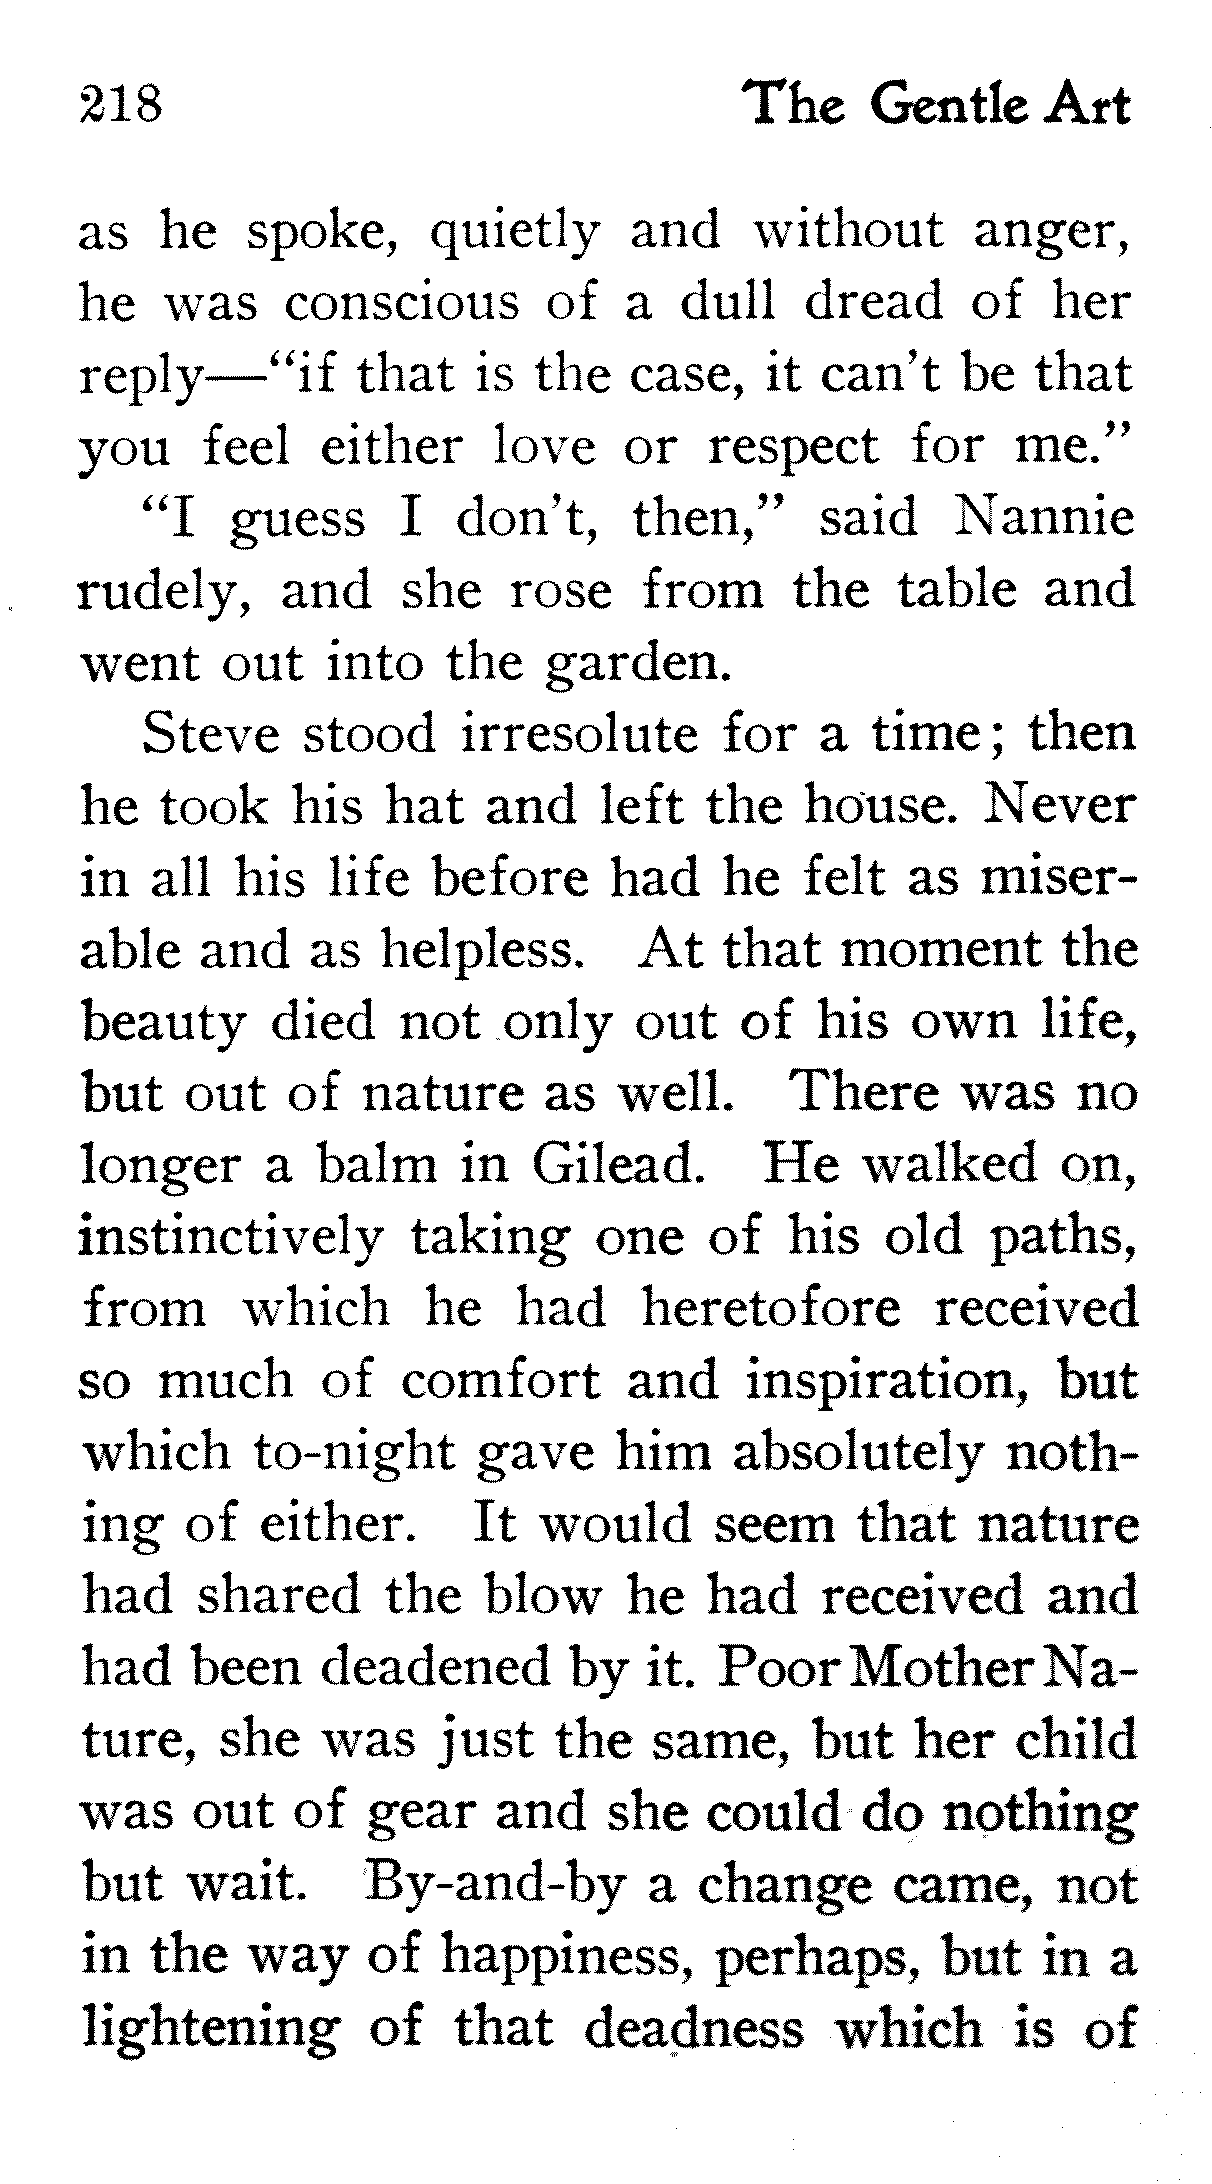 218 The Gentle Art
as he spoke, quietly and without anger,
he was conscious of a dull dread of her
reply—“if that is the case, it can’t be that
you feel either love or respect for me.”
“I guess I don’t, then,” said Nannie
rudely, and she rose from the table and
went out into the garden.
Steve stood irresolute for a time; then
he took his hat and left the house. Never
in all his life before had he felt as miser-
able and as helpless. At that moment the
beauty died not only out of his own life,
but out of nature as well. There was no
longer a balm in Gilead. He walked on,
instinctively taking one of his old paths,
from which he had heretofore received
so much of comfort and inspiration, but
which to-night gave him absolutely noth-
ing of either. It would seem that nature
had shared the blow he had received and
had been deadened by it. Poor Mother Na-
ture, she was just the same, but her child
was out of gear and she could do nothing
but wait. By-and-by a change came, not
in the way of happiness, perhaps, but in a
lightening of that deadness which is of